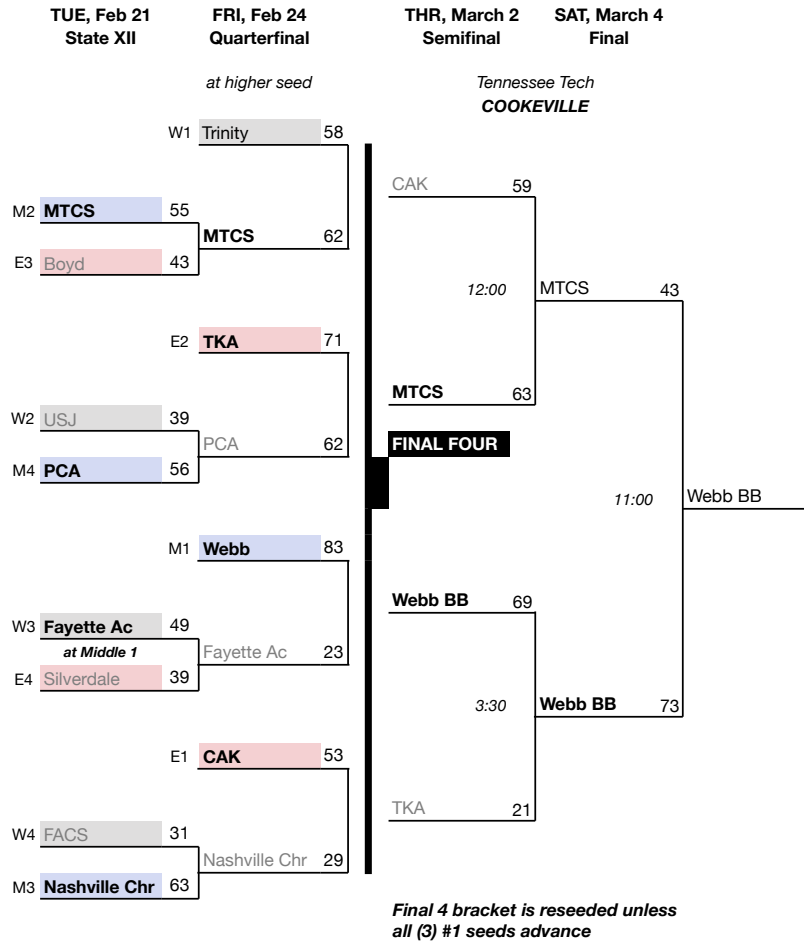 TUE, Feb 21 FRI, Feb 24 THR, March 2 SAT, March 4
State XII Quarterfinal Semifinal Final
at higher seed Tennessee Tech
COOKEVILLE
W1 Trinity 58
CAK 59
M2 MTCS 55
MTCS 62
E3 Boyd 43
12:00 MTCS 43
E2 TKA 71
MTCS 63
W2 USJ 39
PCA 62 FINAL FOUR
M4 PCA 56
11:00 Webb BB
M1 Webb 83
Webb BB 69
W3 Fayette Ac 49
at Middle 1 Fayette Ac 23
E4 Silverdale 39
3:30 Webb BB 73
E1 CAK 53
TKA 21
W4 FACS 31
Nashville Chr 29
M3 Nashville Chr 63
Final 4 bracket is reseeded unless
all (3) #1 seeds advance